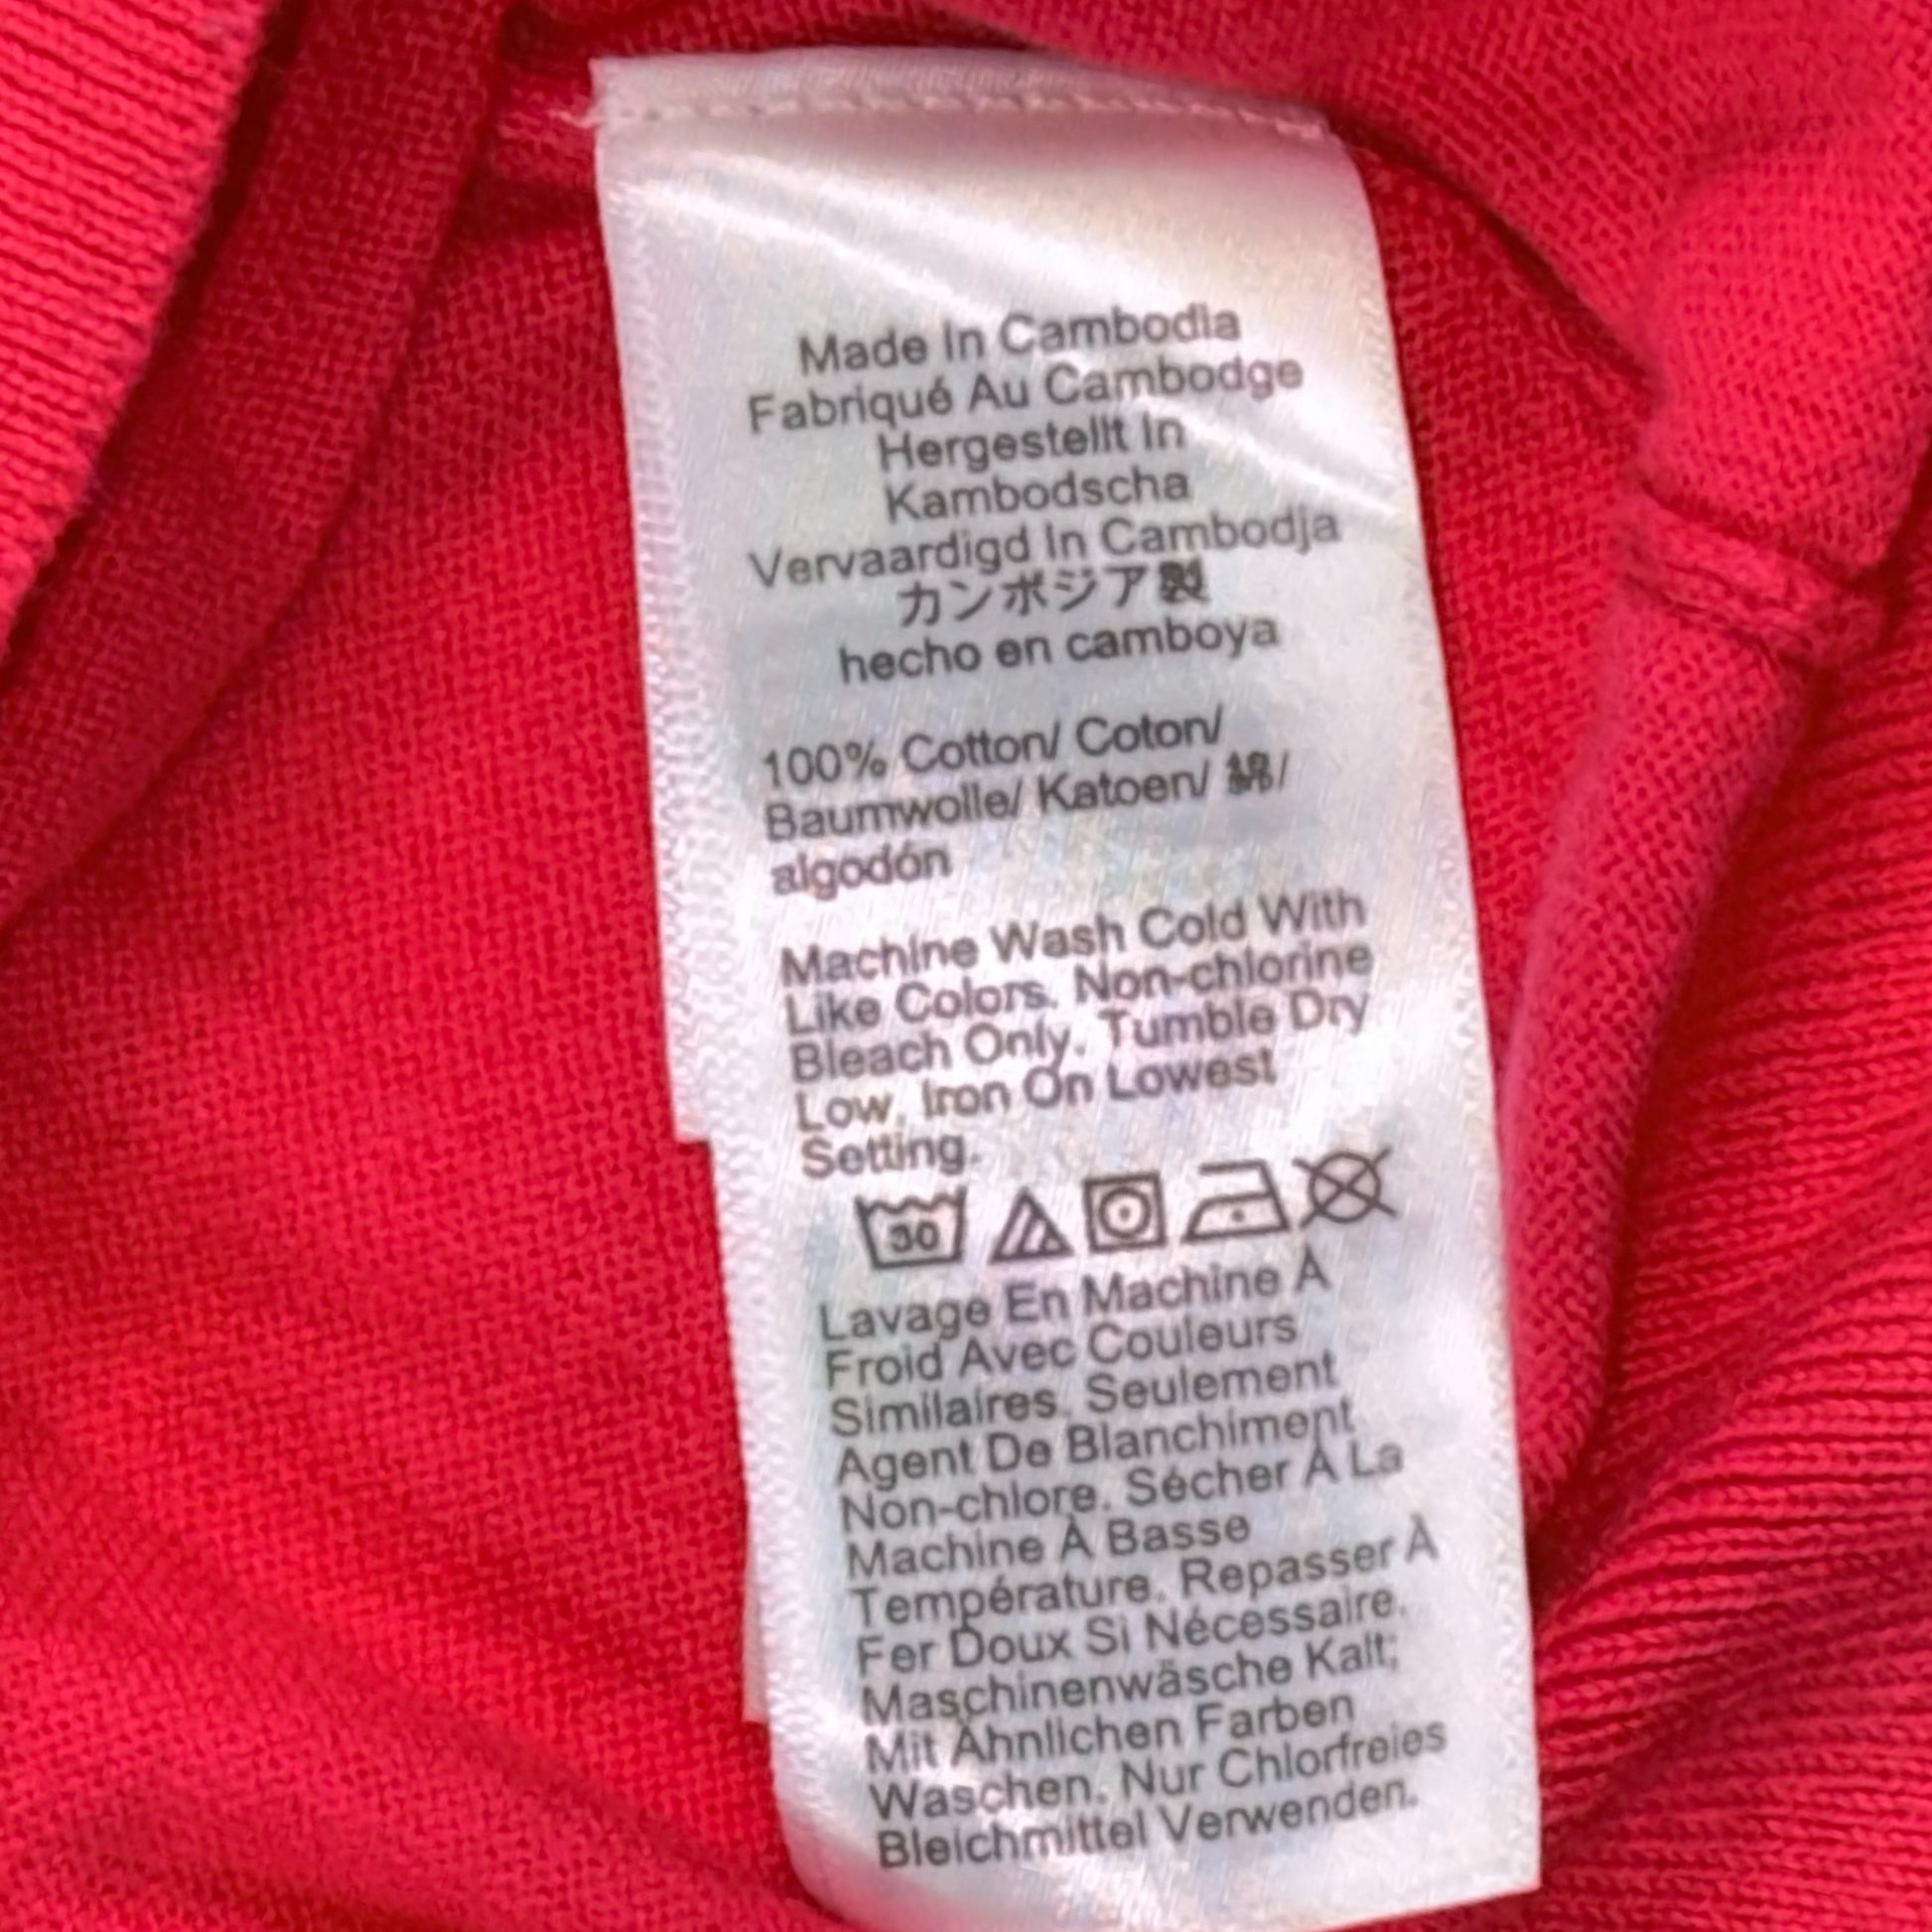 Made In Cambodia
Fabriqué Au Cambodge
Hergestellt In
Kambodscha
Vervaardigd In Cambodja
カンボジア製
hecho en camboya
100% Cotton/ Coton/
Baumwolle/ Katoen/ 綿/
algodón
Machine Wash Cold With
Like Colors. Non-chlorine
Bleach Only. Tumble Dry
Low, Iron On Lowest
Setting.
30
Lavage En Machine À
Froid Avec Couleurs
Similaires. Seulement
Agent De Blanchiment
Non-chlore. Sécher À La
Machine À Basse
Température. Repasser À
Fer Doux Si Nécessaire.
Maschinenwäsche Kalt;
Mit Ähnlichen Farben
Waschen. Nur Chlorfreies
Bleichmittel Verwenden.